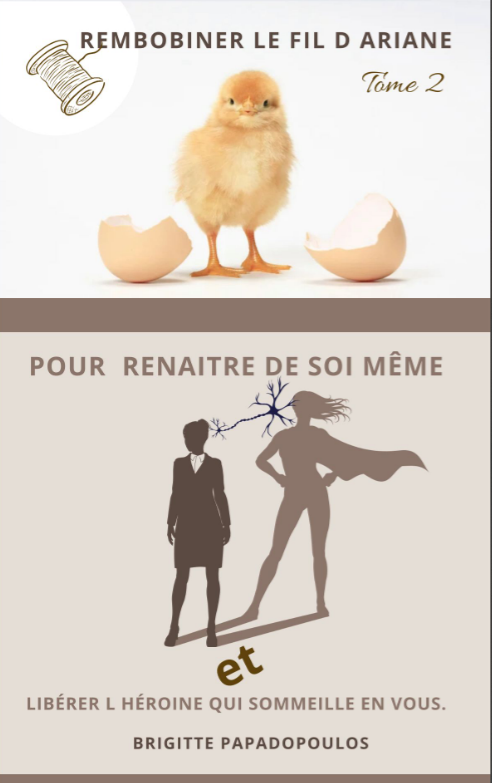 REMBOBINER LE FIL D ARIANE
Tome 2
POUR RENAITRE DE SOI MÊME
et
LIBÉRER L HÉROINE QUI SOMMEILLE EN VOUS.
BRIGITTE PAPADOPOULOS